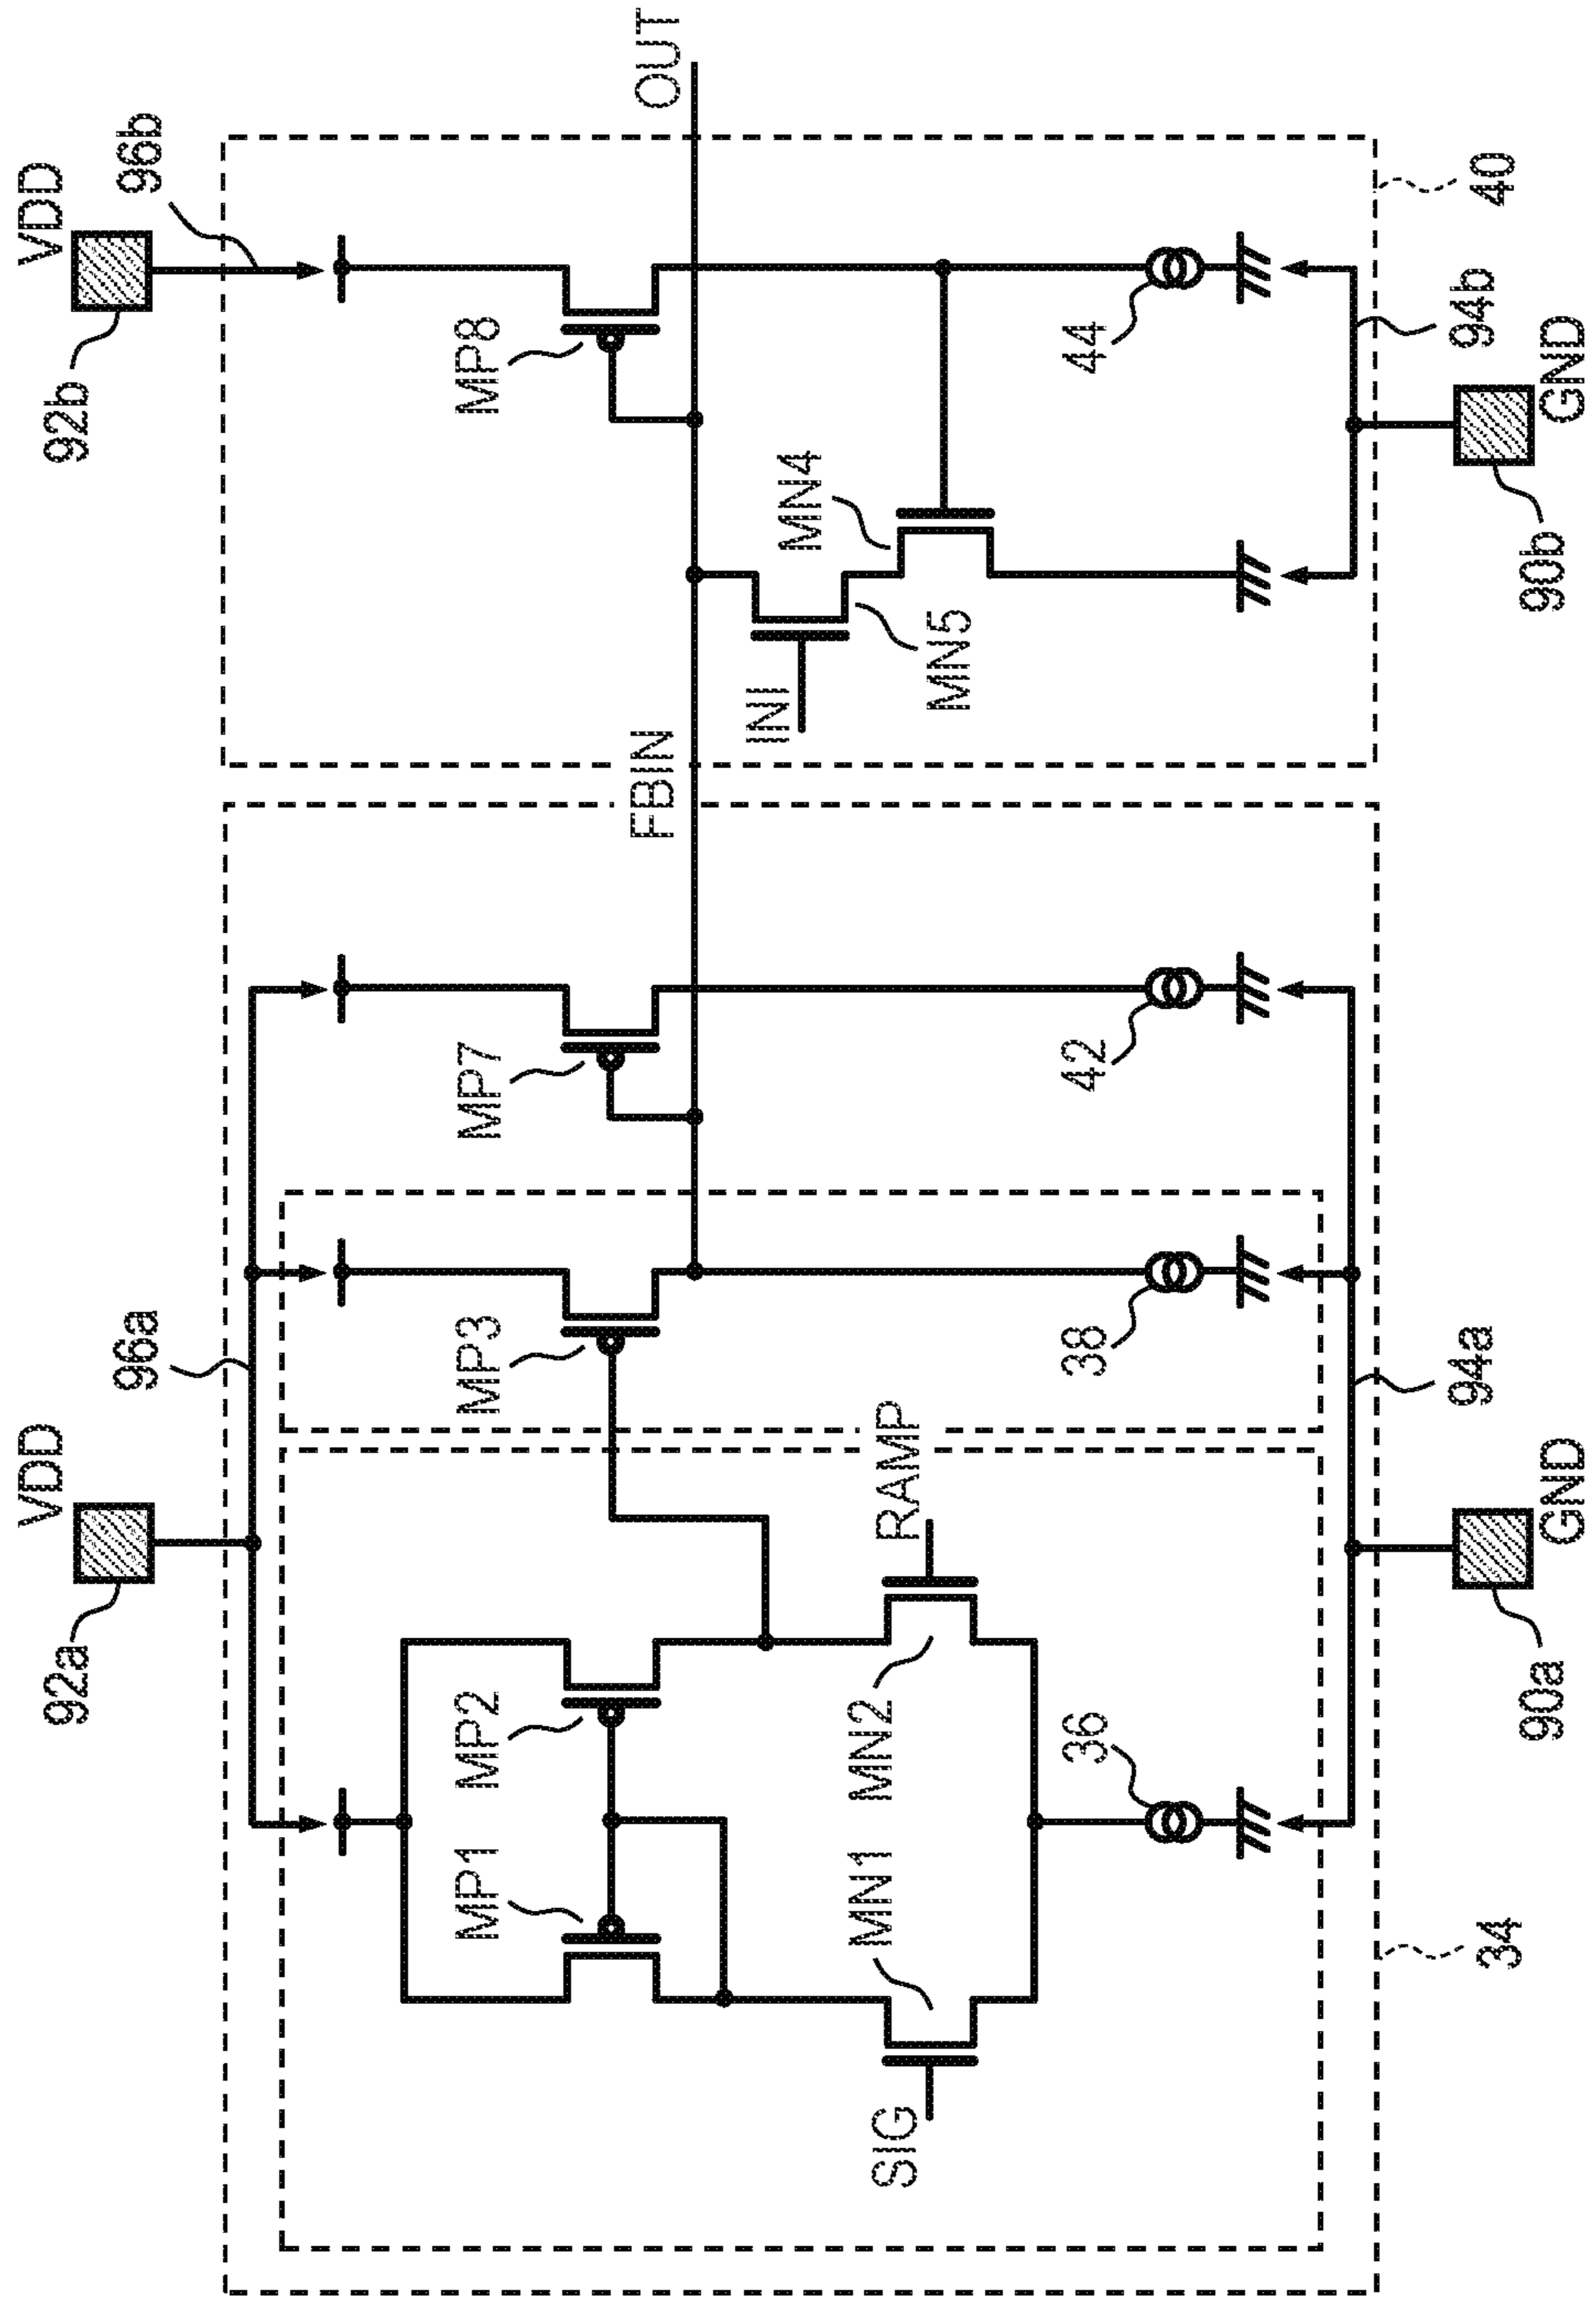 VDD
92a
96a
VDD
92b
96b
MP1
MP2
MP3
MP7
MP8
FBIN
OUT
SIG
MN1
MN2
RAMP
INI
MN5
MN4
36
38
42
44
34
90a
GND
94a
90b
GND
94b
40